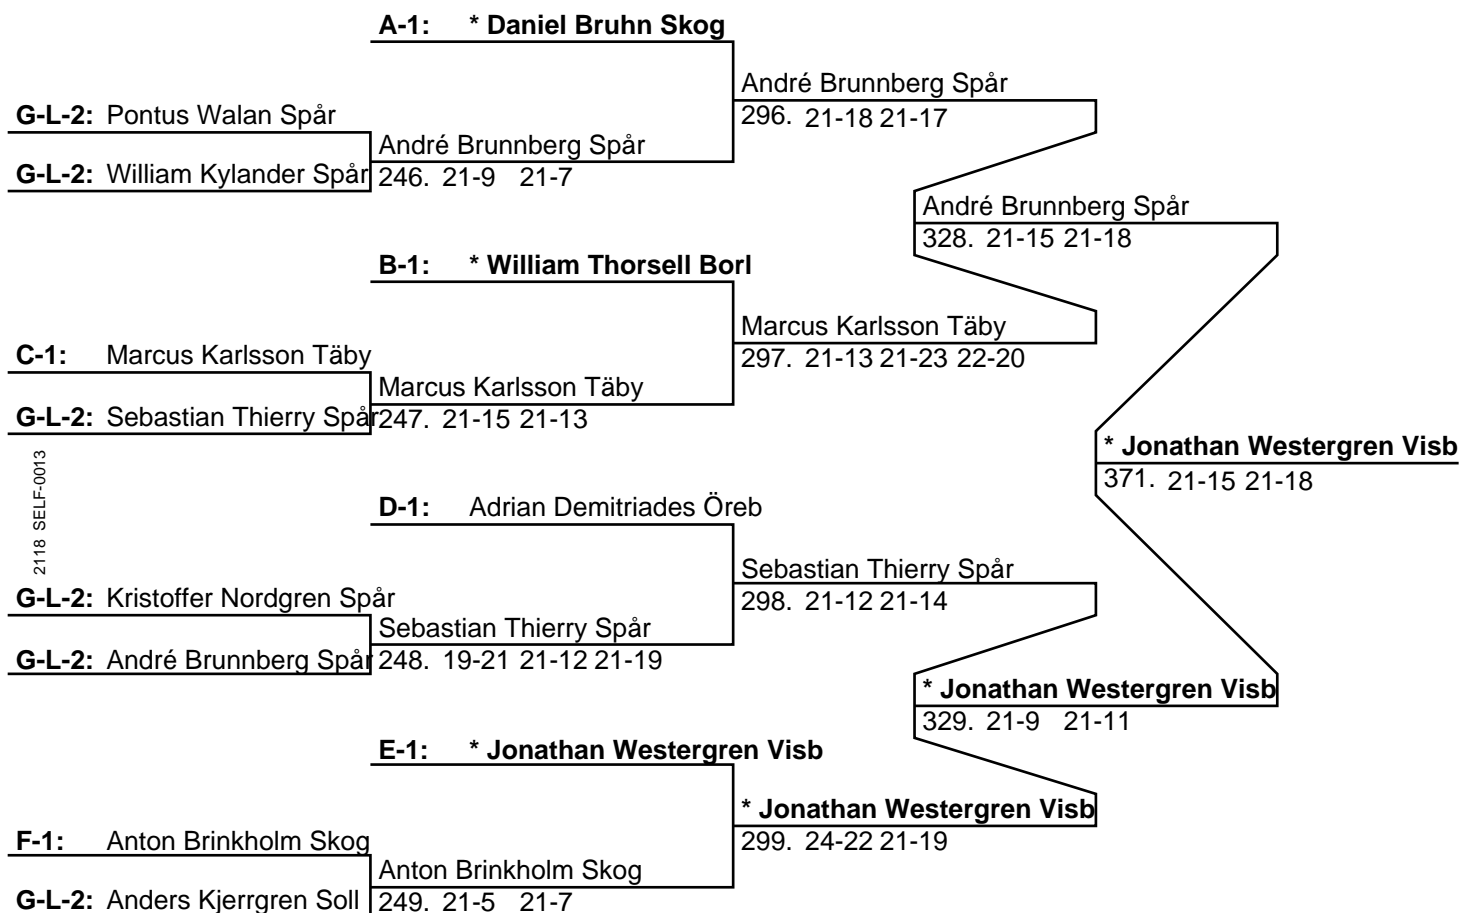 A-1: * Daniel Bruhn Skog
André Brunnberg Spår
G-L-2: Pontus Walan Spår
296. 21-18 21-17
André Brunnberg Spår
G-L-2: William Kylander Spår
246. 21-9 21-7
André Brunnberg Spår
328. 21-15 21-18
B-1: * William Thorsell Borl
Marcus Karlsson Täby
C-1: Marcus Karlsson Täby
297. 21-13 21-23 22-20
Marcus Karlsson Täby
G-L-2: Sebastian Thierry Spår
247. 21-15 21-13
* Jonathan Westergren Visb
371. 21-15 21-18
2118 SELF-0013
D-1: Adrian Demitriades Öreb
Sebastian Thierry Spår
G-L-2: Kristoffer Nordgren Spår
298. 21-12 21-14
Sebastian Thierry Spår
G-L-2: André Brunnberg Spår
248. 19-21 21-12 21-19
* Jonathan Westergren Visb
329. 21-9 21-11
E-1: * Jonathan Westergren Visb
* Jonathan Westergren Visb
F-1: Anton Brinkholm Skog
299. 24-22 21-19
Anton Brinkholm Skog
G-L-2: Anders Kjerrgren Soll
249. 21-5 21-7